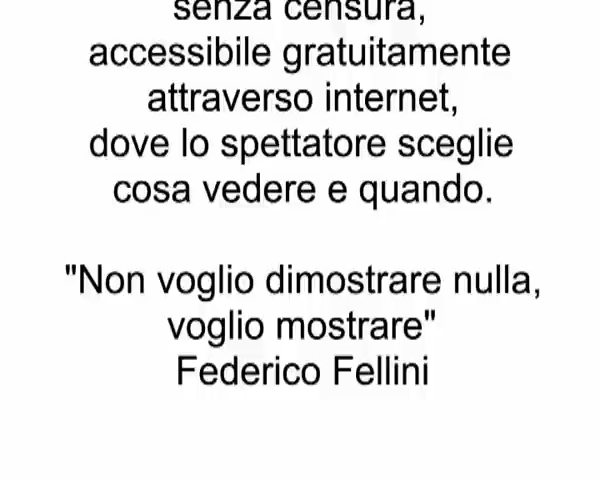 senza censura,
accessibile gratuitamente
attraverso internet,
dove lo spettatore sceglie
cosa vedere e quando.
"Non voglio dimostrare nulla,
voglio mostrare"
Federico Fellini